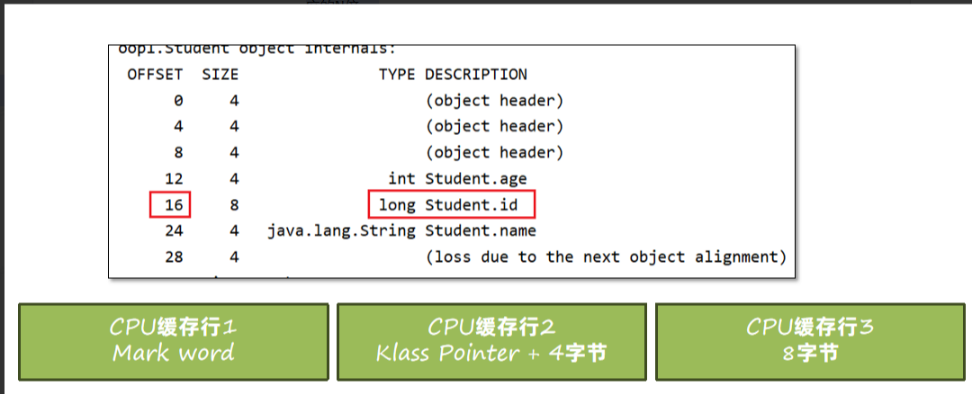 oop1.Student object internals:
OFFSET SIZE TYPE DESCRIPTION
0 4 (object header)
4 4 (object header)
8 4 (object header)
12 4 int Student.age
16 8 long Student.id
24 4 java.lang.String Student.name
28 4 (loss due to the next object alignment)
CPU缓存行1
Mark word
CPU缓存行2
Klass Pointer + 4字节
CPU缓存行3
8字节